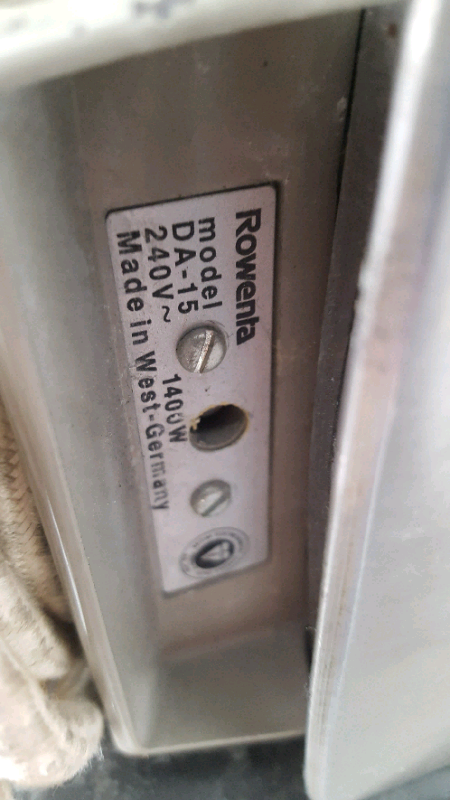 Rowenta
model
DA-15
240V~ 1400W
Made in West-Germany